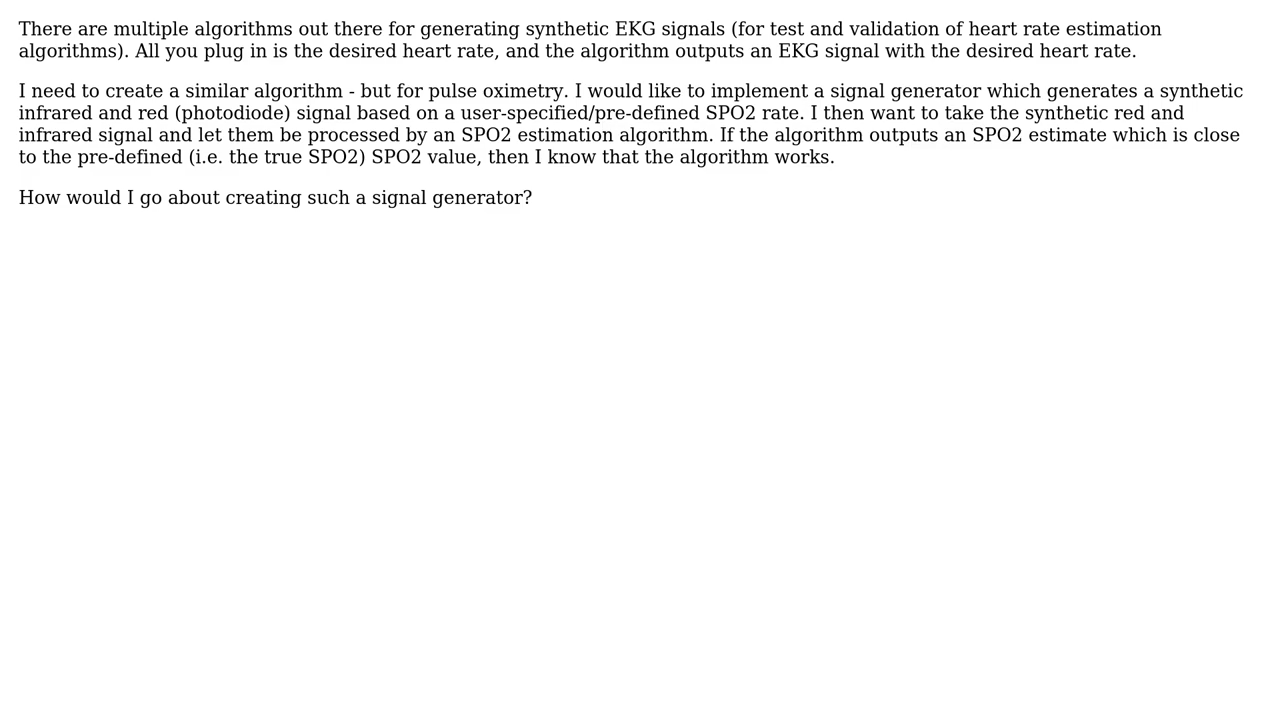 There are multiple algorithms out there for generating synthetic EKG signals (for test and validation of heart rate estimation
algorithms). All you plug in is the desired heart rate, and the algorithm outputs an EKG signal with the desired heart rate.
I need to create a similar algorithm - but for pulse oximetry. I would like to implement a signal generator which generates a synthetic
infrared and red (photodiode) signal based on a user-specified/pre-defined SPO2 rate. I then want to take the synthetic red and
infrared signal and let them be processed by an SPO2 estimation algorithm. If the algorithm outputs an SPO2 estimate which is close
to the pre-defined (i.e. the true SPO2) SPO2 value, then I know that the algorithm works.
How would I go about creating such a signal generator?